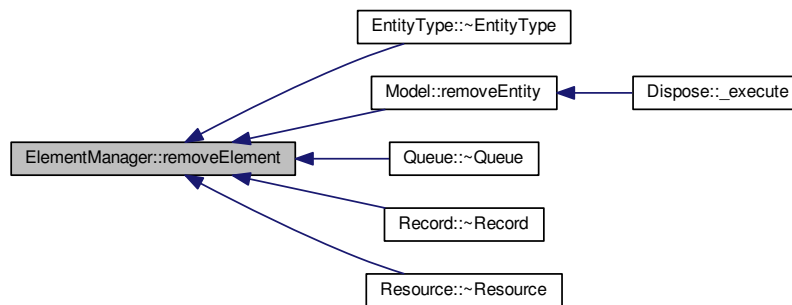 EntityType::~EntityType
Model::removeEntity
Dispose::_execute
ElementManager::removeElement
Queue::~Queue
Record::~Record
Resource::~Resource